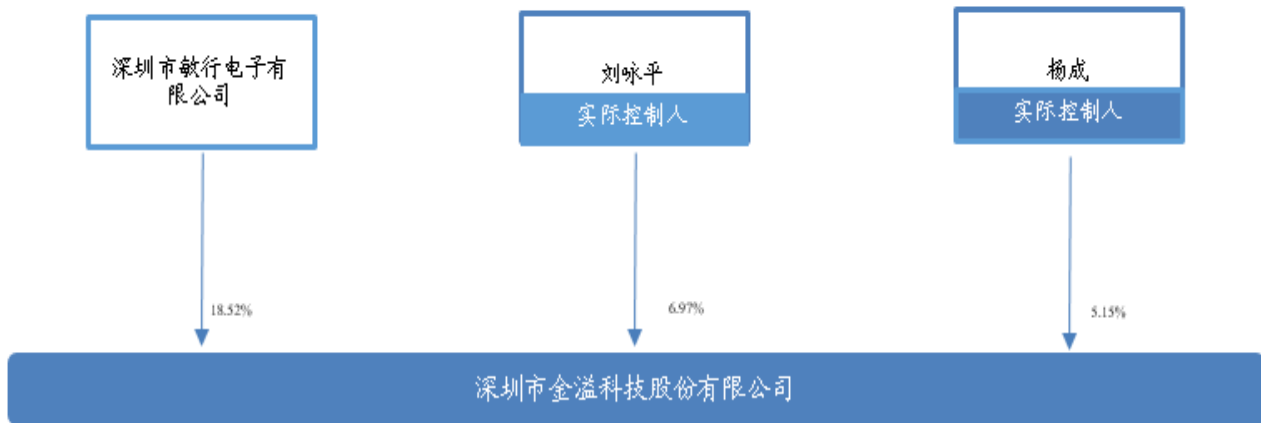 深圳市敏行电子有
限公司
刘咏平
实际控制人
杨成
实际控制人
18.52%
6.97%
5.15%
深圳市金溢科技股份有限公司